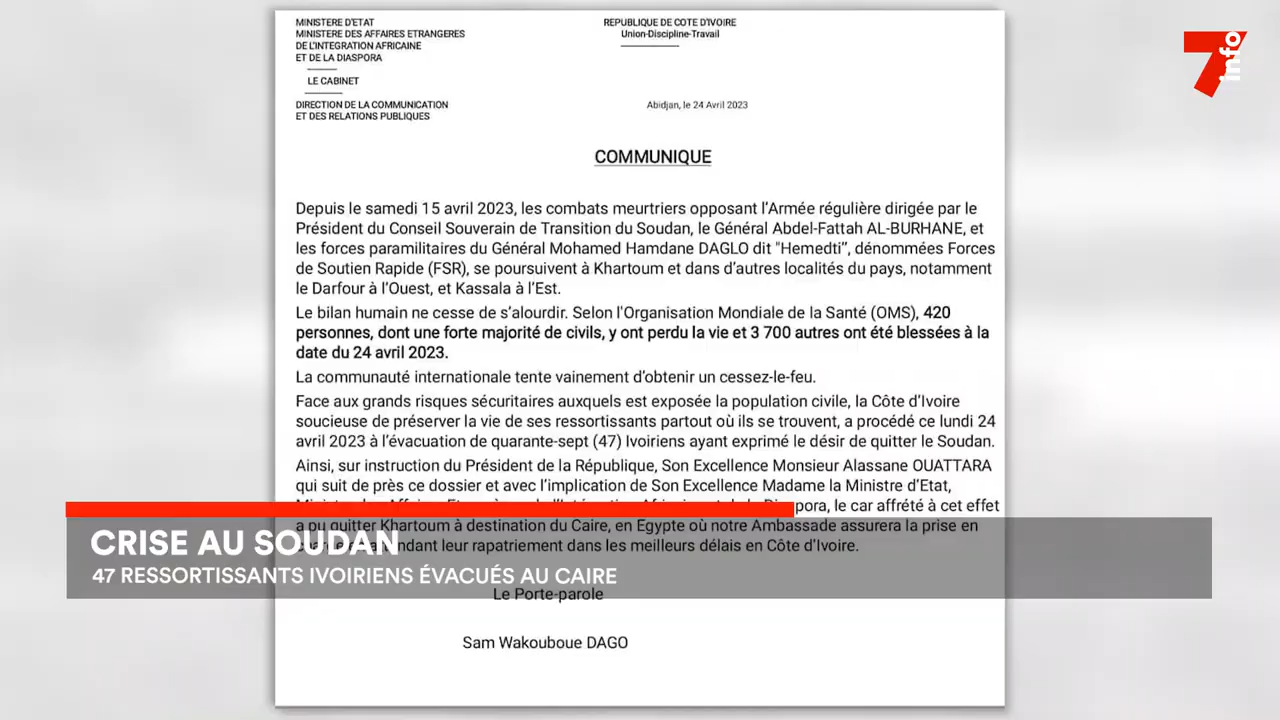 MINISTERE D'ETAT
MINISTERE DES AFFAIRES ETRANGERES
DE L'INTEGRATION AFRICAINE
ET DE LA DIASPORA
LE CABINET
DIRECTION DE LA COMMUNICATION
ET DES RELATIONS PUBLIQUES
REPUBLIQUE DE COTE D'IVOIRE
Union-Discipline-Travail
Abidjan, le 24 Avril 2023
7info
COMMUNIQUE
Depuis le samedi 15 avril 2023, les combats meurtriers opposant l'Armée régulière dirigée par le
Président du Conseil Souverain de Transition du Soudan, le Général Abdel-Fattah AL-BURHANE, et
les forces paramilitaires du Général Mohamed Hamdane DAGLO dit "Hemedti", dénommées Forces
de Soutien Rapide (FSR), se poursuivent à Khartoum et dans d'autres localités du pays, notamment
le Darfour à l'Ouest, et Kassala à l'Est.
Le bilan humain ne cesse de s'alourdir. Selon l'Organisation Mondiale de la Santé (OMS), 420
personnes, dont une forte majorité de civils, y ont perdu la vie et 3 700 autres ont été blessées à la
date du 24 avril 2023.
La communauté internationale tente vainement d'obtenir un cessez-le-feu.
Face aux grands risques sécuritaires auxquels est exposée la population civile, la Côte d'Ivoire
soucieuse de préserver la vie de ses ressortissants partout où ils se trouvent, a procédé ce lundi 24
avril 2023 à l'évacuation de quarante-sept (47) Ivoiriens ayant exprimé le désir de quitter le Soudan.
Ainsi, sur instruction du Président de la République, Son Excellence Monsieur Alassane OUATTARA
qui suit de près ce dossier et avec l'implication de Son Excellence Madame la Ministre d'Etat,
le car affrété à cet effet
a pu quitter Khartoum à destination du Caire, en Egypte où notre Ambassade assurera la prise en
leur rapatriement dans les meilleurs délais en Côte d'Ivoire.
CRISE AU SOUDAN
47 RESSORTISSANTS IVOIRIENS ÉVACUÉS AU CAIRE
Le Porte-parole
Sam Wakouboue DAGO